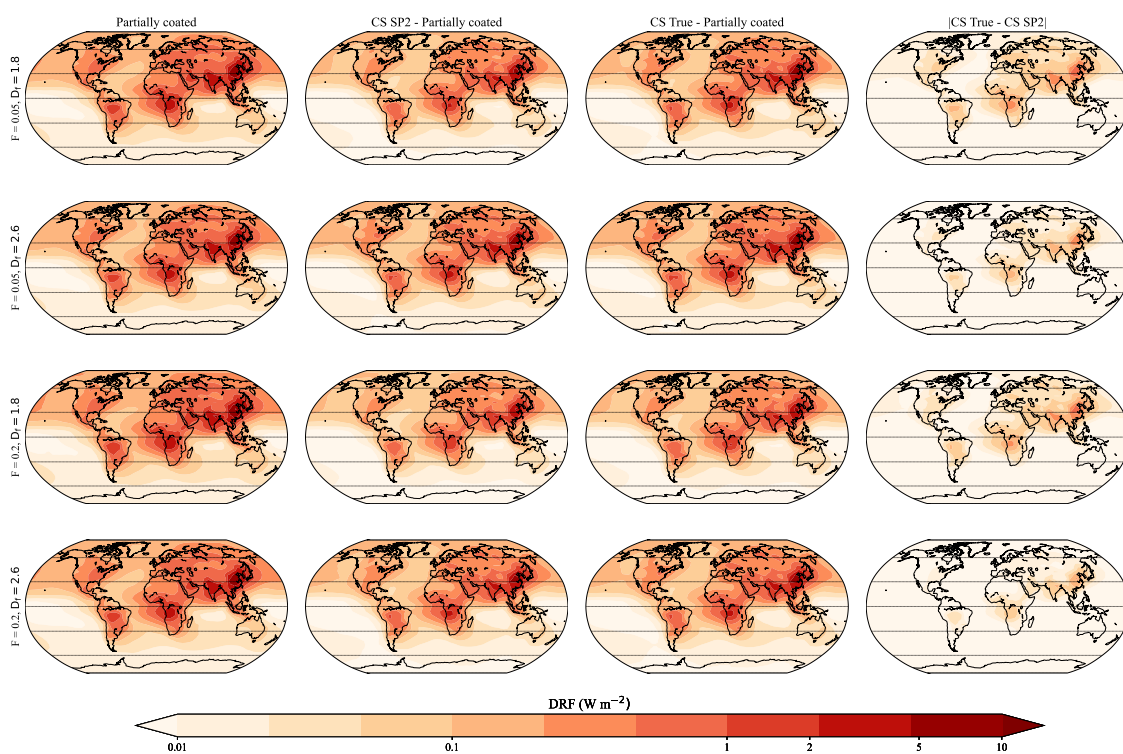 Partially coated
CS SP2 - Partially coated
CS True - Partially coated
|CS True - CS SP2|
F = 0.05, Df = 1.8
F = 0.05, Df = 2.6
F = 0.2, Df = 1.8
F = 0.2, Df = 2.6
DRF (W m⁻²)
0.01 0.1 1 2 5 10